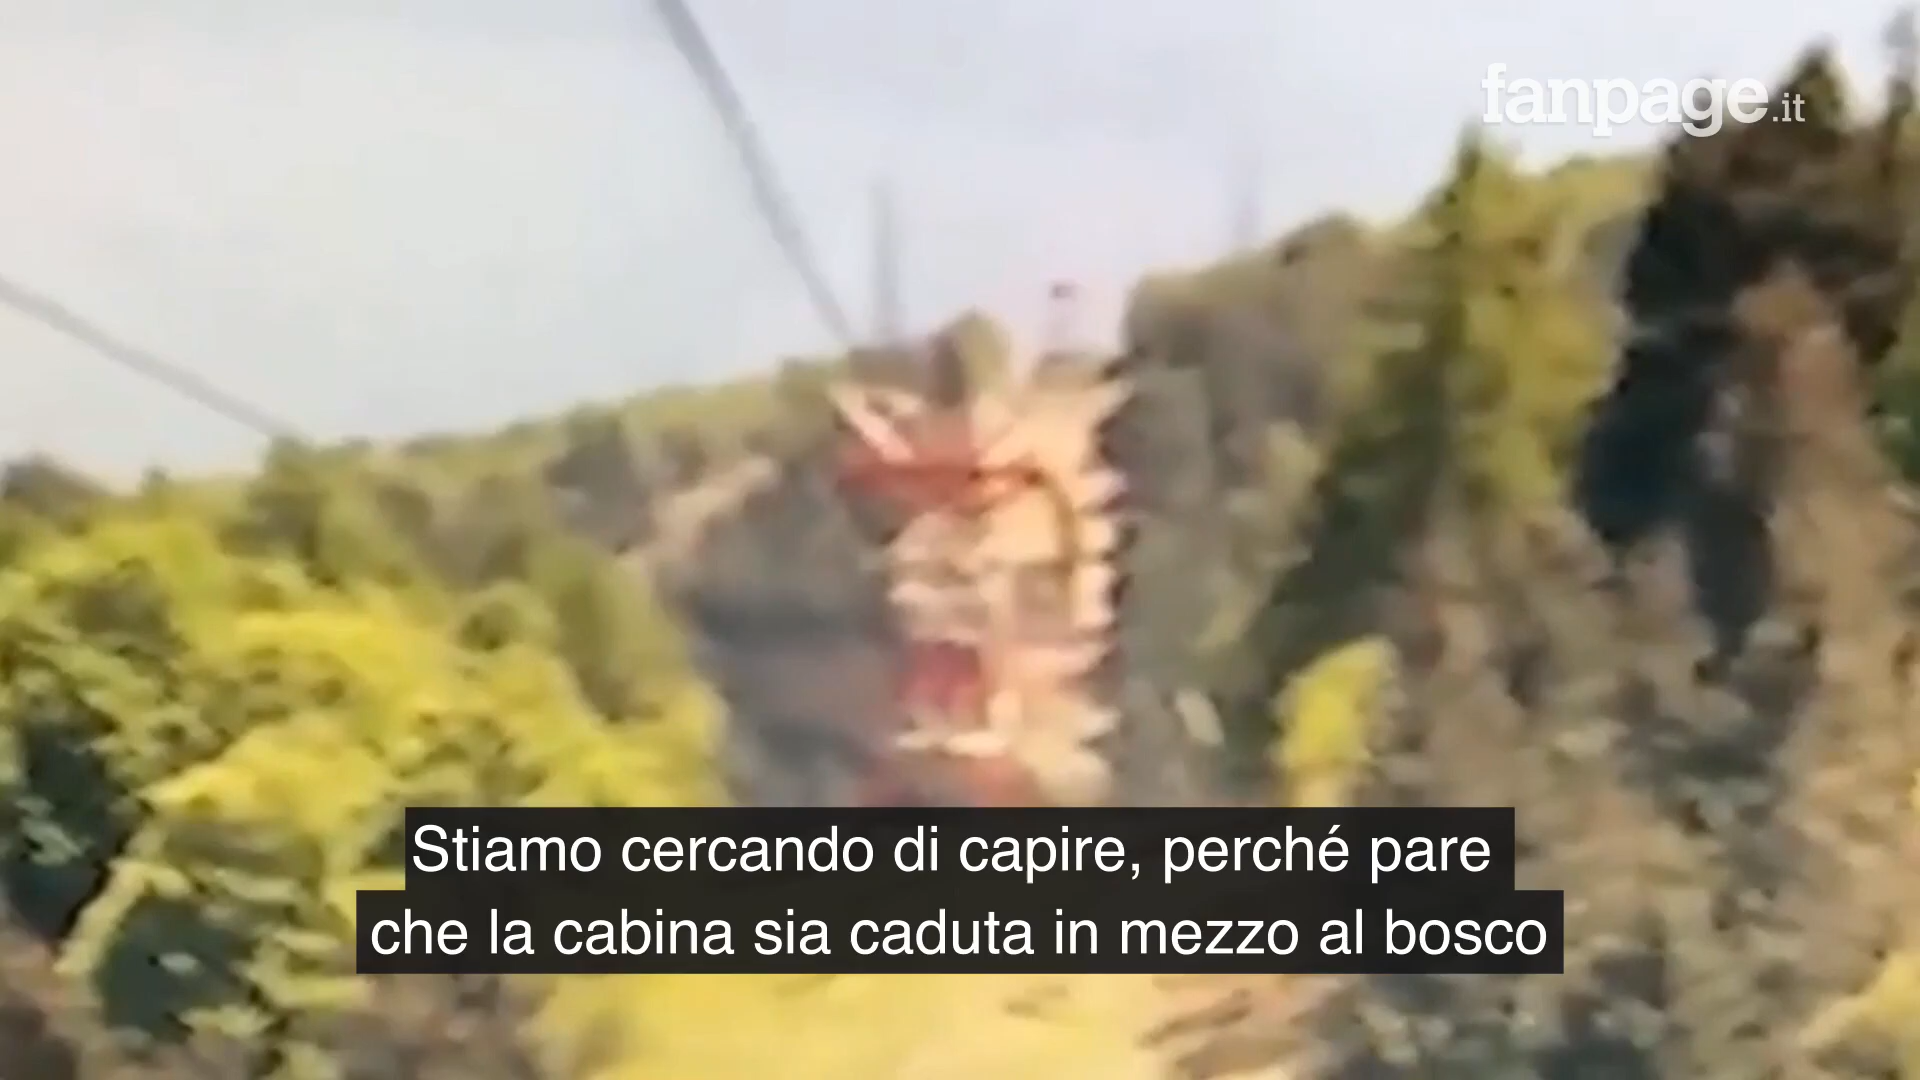 fanpage.it
Stiamo cercando di capire, perché pare
che la cabina sia caduta in mezzo al bosco